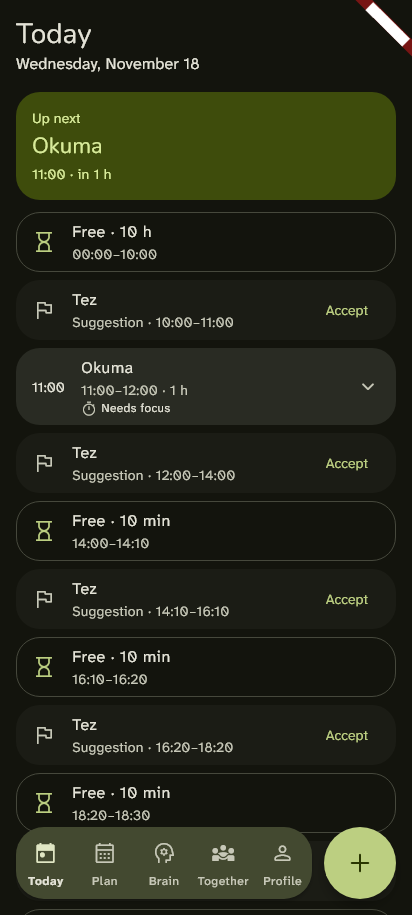 Today
Wednesday, November 18
Up next
Okuma
11:00 · in 1 h
Free · 10 h
00:00–10:00
Tez
Suggestion · 10:00–11:00
Accept
11:00
Okuma
11:00–12:00 · 1 h
Needs focus
Tez
Suggestion · 12:00–14:00
Accept
Free · 10 min
14:00–14:10
Tez
Suggestion · 14:10–16:10
Accept
Free · 10 min
16:10–16:20
Tez
Suggestion · 16:20–18:20
Accept
Free · 10 min
18:20–18:30
Today
Plan
Brain
Together
Profile